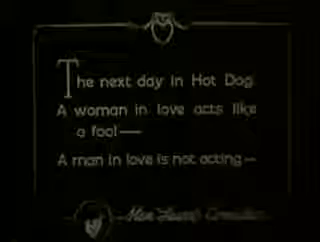 The next day in Hot Dog.
A woman in love acts like
a fool —
A man in love is not acting —